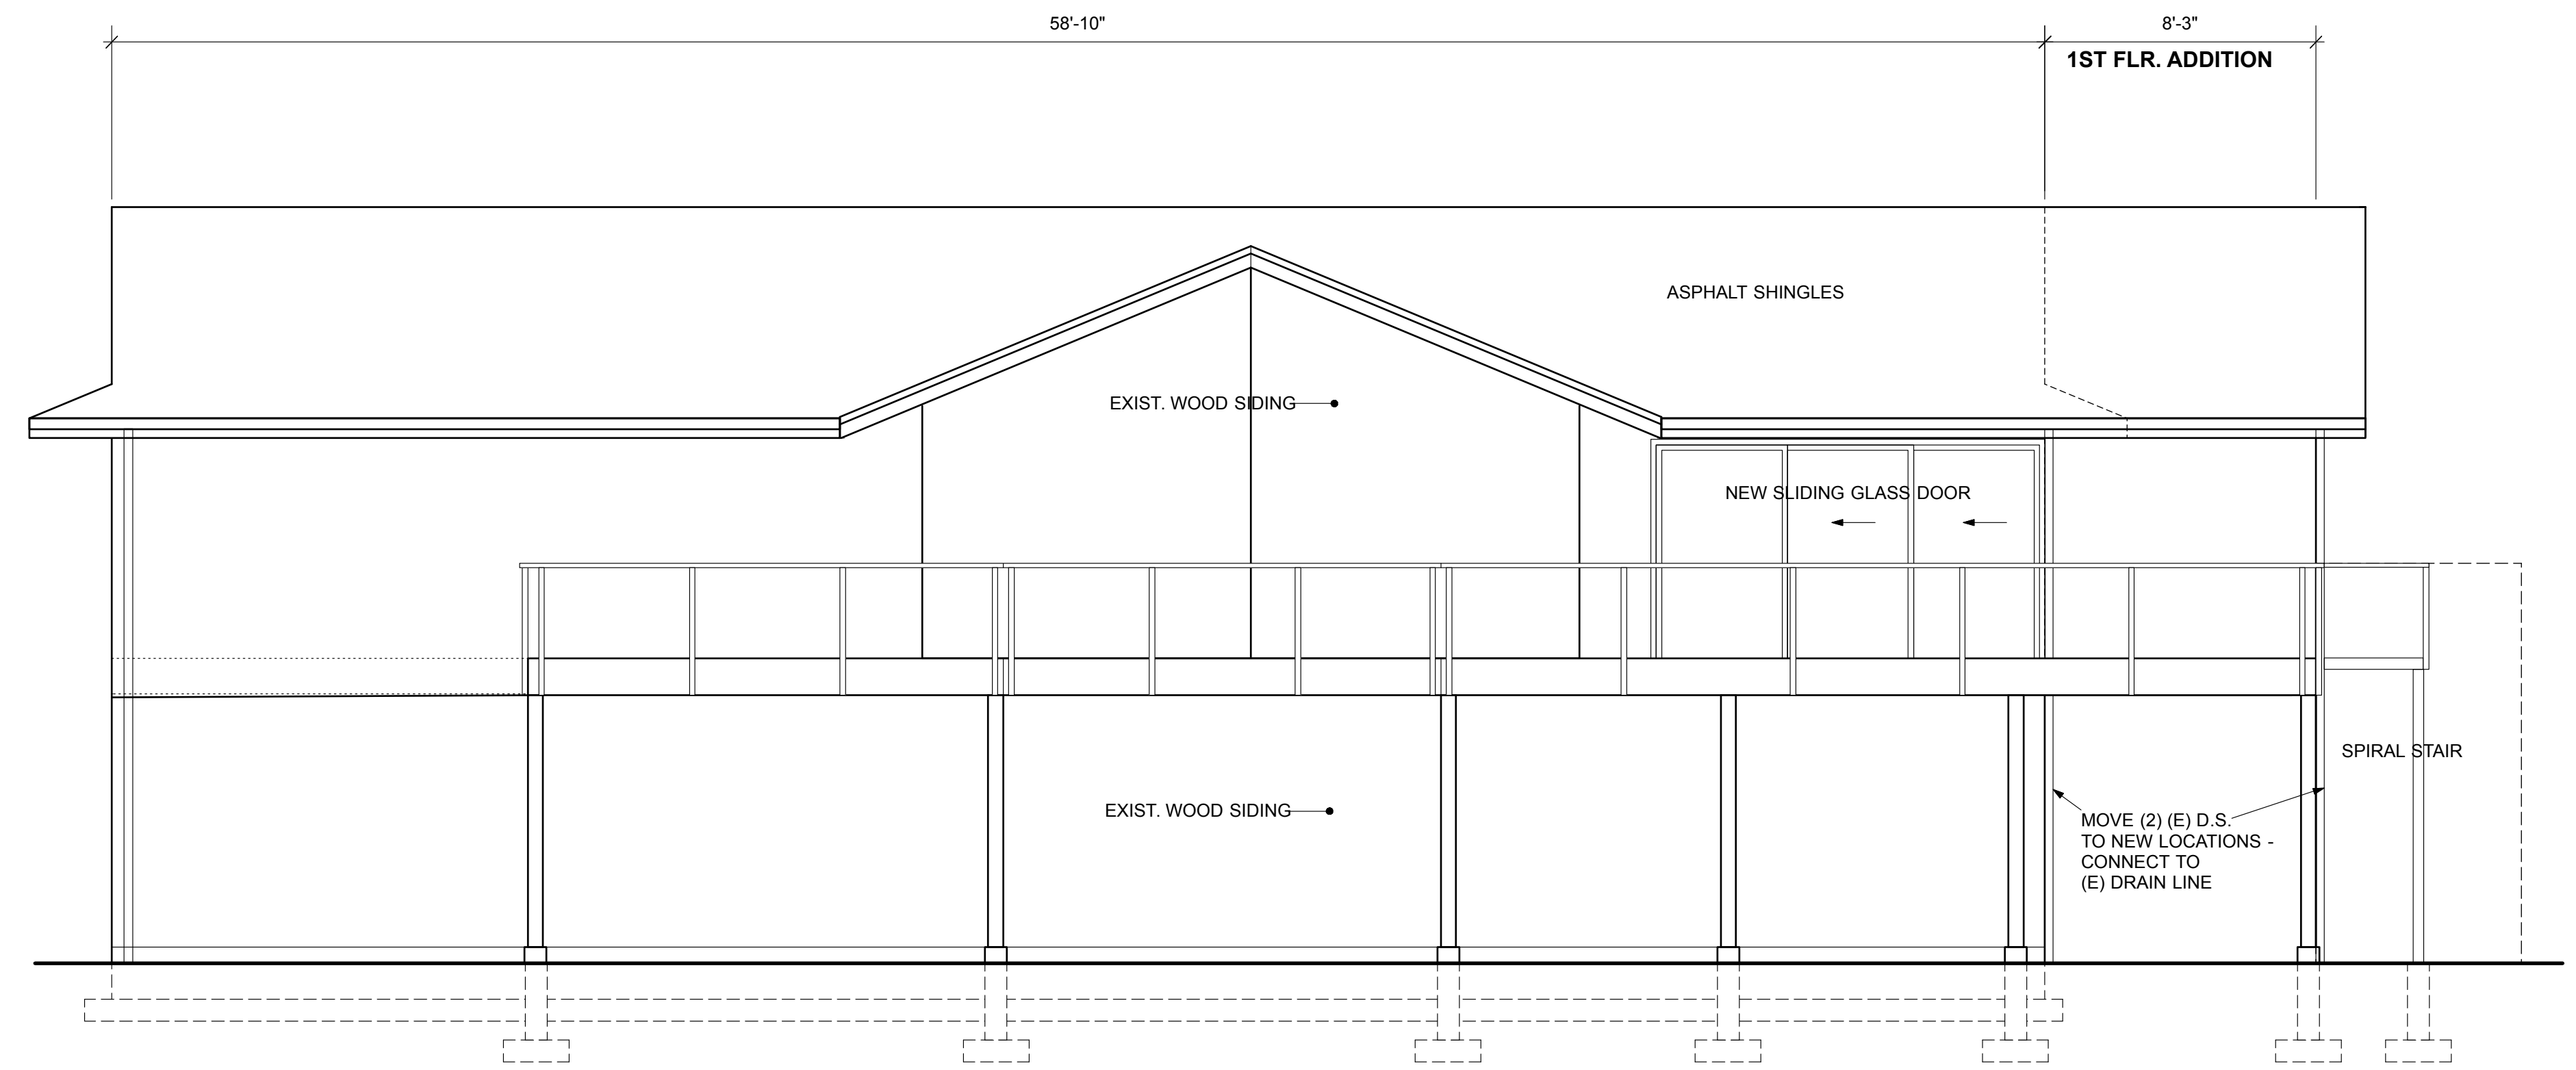 58'-10"
8'-3"
1ST FLR. ADDITION
ASPHALT SHINGLES
EXIST. WOOD SIDING
NEW SLIDING GLASS DOOR
SPIRAL STAIR
EXIST. WOOD SIDING
MOVE (2) (E) D.S.
TO NEW LOCATIONS -
CONNECT TO
(E) DRAIN LINE